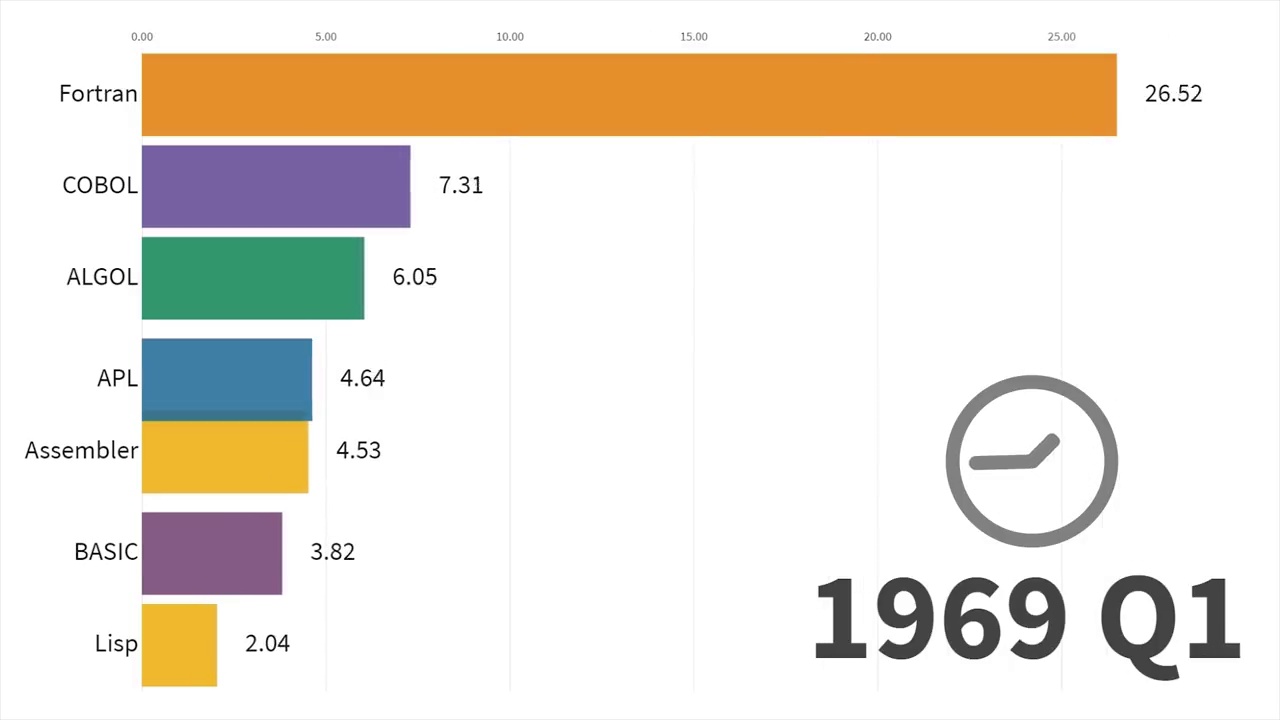 0.00 5.00 10.00 15.00 20.00 25.00
Fortran 26.52
COBOL 7.31
ALGOL 6.05
APL 4.64
Assembler 4.53
BASIC 3.82
Lisp 2.04
1969 Q1